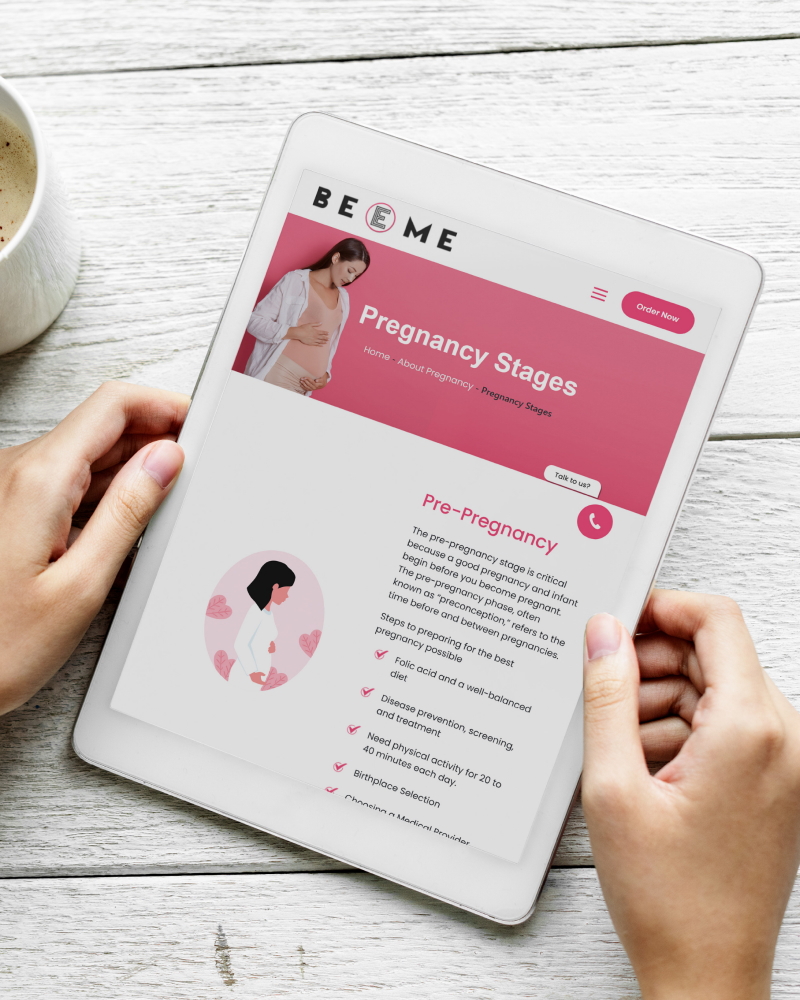 BE E ME
Order Now
Pregnancy Stages
Home - About Pregnancy - Pregnancy Stages
Talk to us?
Pre-Pregnancy
The pre-pregnancy stage is critical
because a good pregnancy and infant
begin before you become pregnant.
The pre-pregnancy phase, often
known as "preconception," refers to the
time before and between pregnancies.
Steps to preparing for the best
pregnancy possible
Folic acid and a well-balanced
diet
Disease prevention, screening,
and treatment
Need physical activity for 20 to
40 minutes each day.
Birthplace Selection
Choosing a Medical Provider